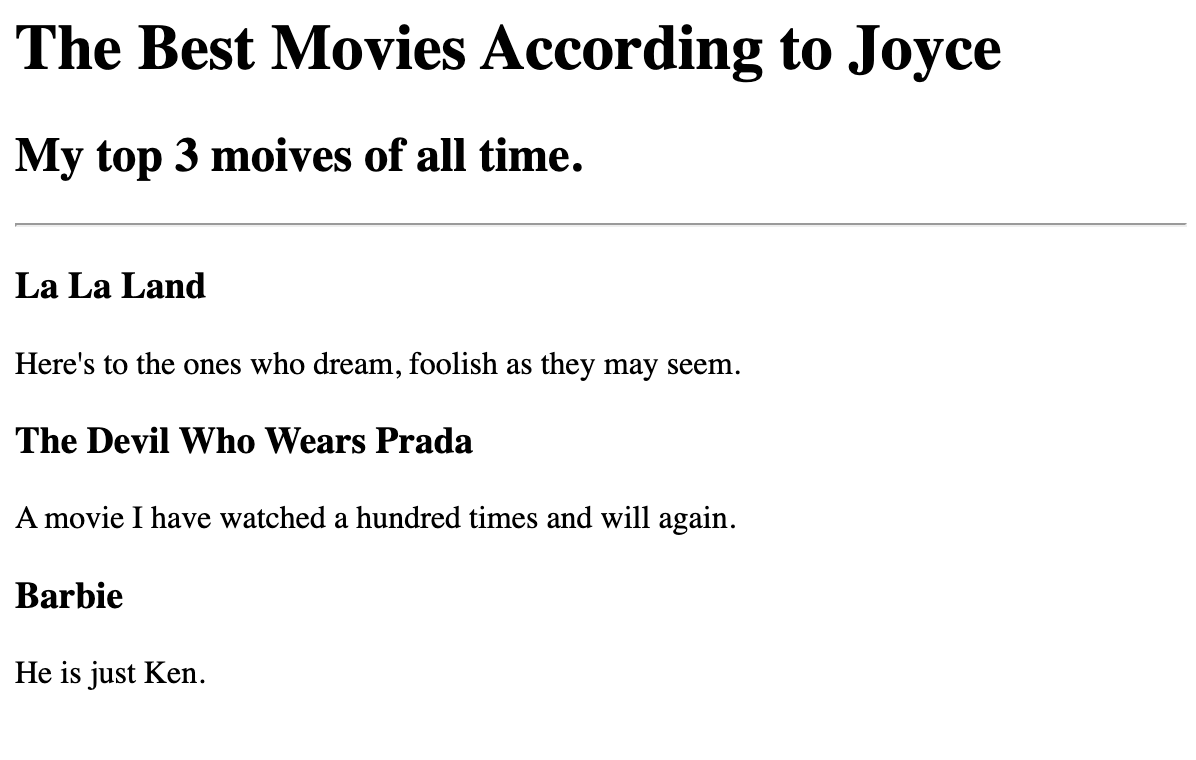 The Best Movies According to Joyce
My top 3 moives of all time.
La La Land
Here's to the ones who dream, foolish as they may seem.
The Devil Who Wears Prada
A movie I have watched a hundred times and will again.
Barbie
He is just Ken.